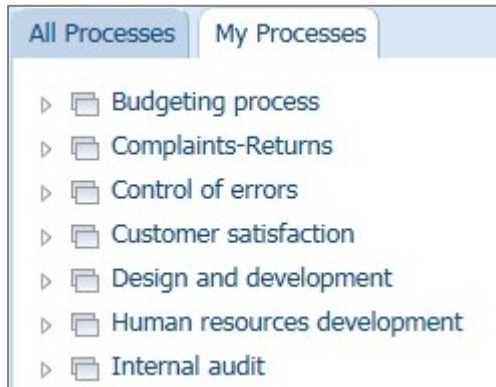 All Processes My Processes
Budgeting process
Complaints-Returns
Control of errors
Customer satisfaction
Design and development
Human resources development
Internal audit